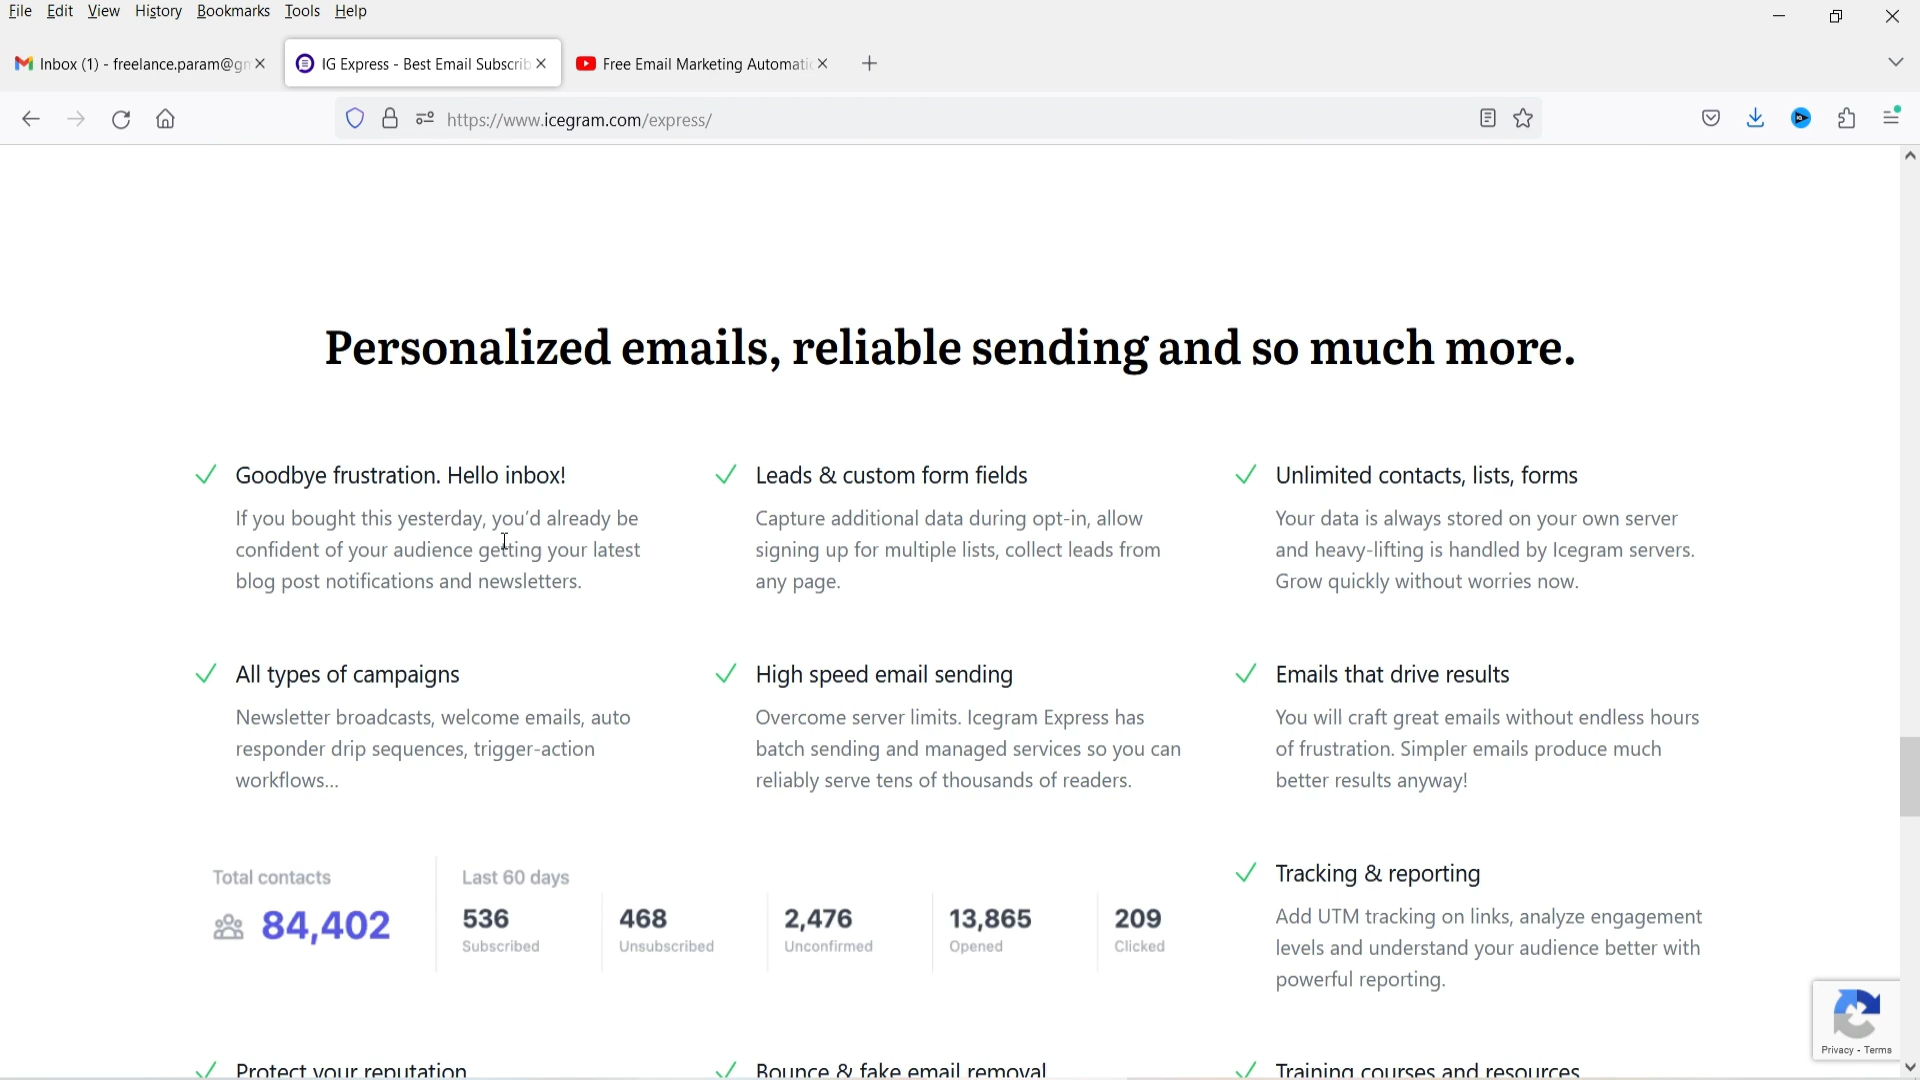 File Edit View History Bookmarks Tools Help
Inbox (1) - freelance.param@gm
IG Express - Best Email Subscrib
Free Email Marketing Automatic
https://www.icegram.com/express/
Personalized emails, reliable sending and so much more.
Goodbye frustration. Hello inbox!
If you bought this yesterday, you'd already be
confident of your audience getting your latest
blog post notifications and newsletters.
Leads & custom form fields
Capture additional data during opt-in, allow
signing up for multiple lists, collect leads from
any page.
Unlimited contacts, lists, forms
Your data is always stored on your own server
and heavy-lifting is handled by Icegram servers.
Grow quickly without worries now.
All types of campaigns
Newsletter broadcasts, welcome emails, auto
responder drip sequences, trigger-action
workflows...
High speed email sending
Overcome server limits. Icegram Express has
batch sending and managed services so you can
reliably serve tens of thousands of readers.
Emails that drive results
You will craft great emails without endless hours
of frustration. Simpler emails produce much
better results anyway!
Total contacts
84,402
Last 60 days
536
Subscribed
468
Unsubscribed
2,476
Unconfirmed
13,865
Opened
209
Clicked
Tracking & reporting
Add UTM tracking on links, analyze engagement
levels and understand your audience better with
powerful reporting.
Protect your reputation
Bounce & fake email removal
Training courses and resources
Privacy - Terms